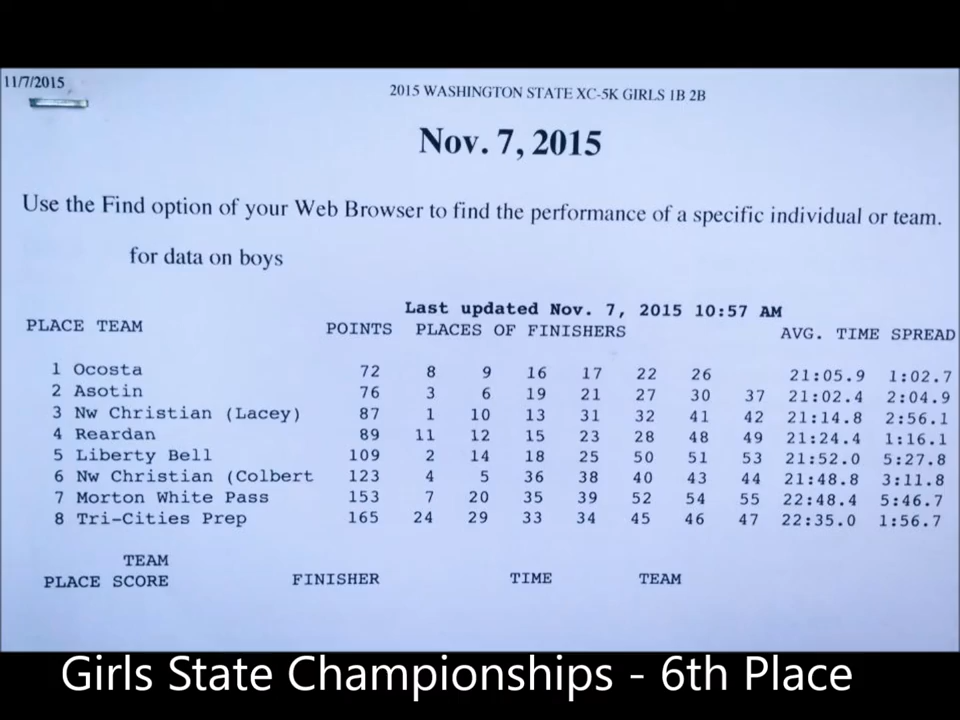 11/7/2015
2015 WASHINGTON STATE XC-5K GIRLS 1B 2B
Nov. 7, 2015
Use the Find option of your Web Browser to find the performance of a specific individual or team.
for data on boys
Last updated Nov. 7, 2015 10:57 AM
PLACE TEAM POINTS PLACES OF FINISHERS AVG. TIME SPREAD
1 Ocosta 72 8 9 16 17 22 26 21:05.9 1:02.7
2 Asotin 76 3 6 19 21 27 30 37 21:02.4 2:04.9
3 Nw Christian (Lacey) 87 1 10 13 31 32 41 42 21:14.8 2:56.1
4 Reardan 89 11 12 15 23 28 48 49 21:24.4 1:16.1
5 Liberty Bell 109 2 14 18 25 50 51 53 21:52.0 5:27.8
6 Nw Christian (Colbert 123 4 5 36 38 40 43 44 21:48.8 3:11.8
7 Morton White Pass 153 7 20 35 39 52 54 55 22:48.4 5:46.7
8 Tri-Cities Prep 165 24 29 33 34 45 46 47 22:35.0 1:56.7
TEAM
PLACE SCORE FINISHER TIME TEAM
Girls State Championships - 6th Place